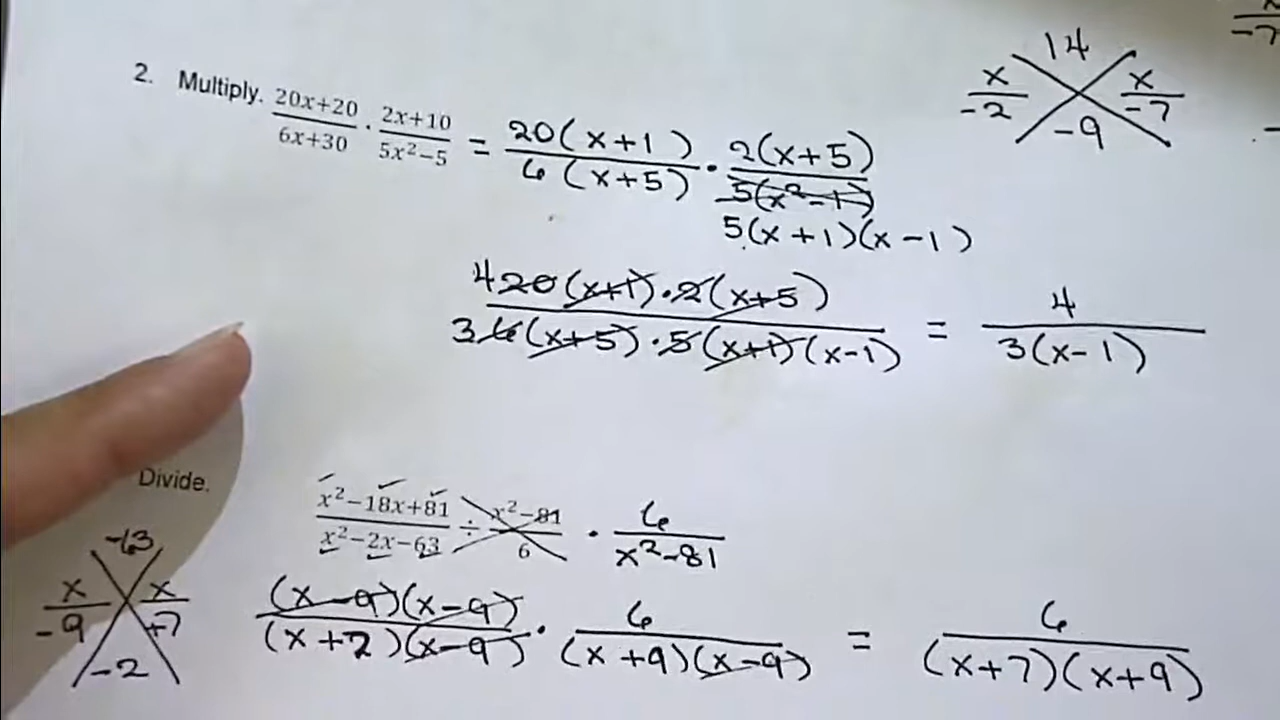 14
x x
-2 -7
-9
-7
2. Multiply. (20x+20)/(6x+30) · (2x+10)/(5x²−5) = 20(x+1)/6(x+5) · 2(x+5)/5(x²−1)
5(x+1)(x−1)
4 20(x+1)·2(x+5) / 3 6(x+5)·5(x+1)(x−1) = 4/3(x−1)
Divide. (x²−18x+81)/(x²−2x−63) ÷ (x²−81)/6 · 6/(x²−81)
-63
x x
-9 +7
-2
(x−9)(x−9)/(x+7)(x−9) · 6/(x+9)(x−9) = 6/(x+7)(x+9)